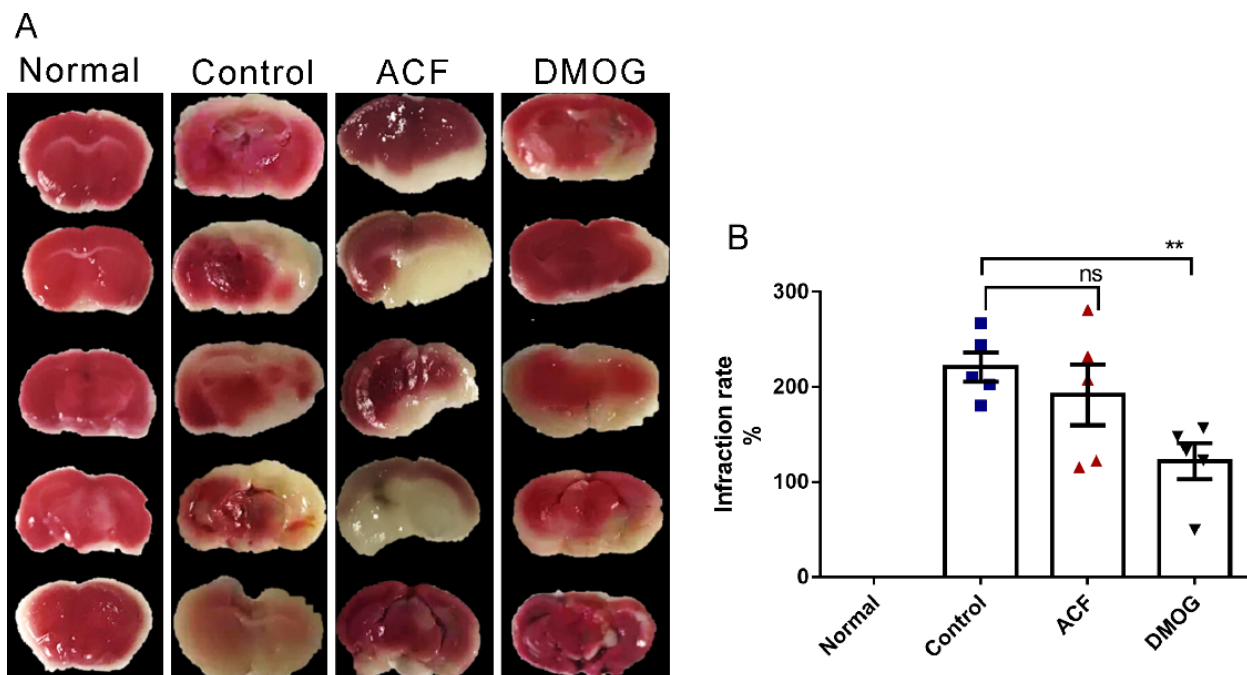 A
Normal Control ACF DMOG
B
**
ns
300
200
100
0
Infraction rate
%
Normal
Control
ACF
DMOG